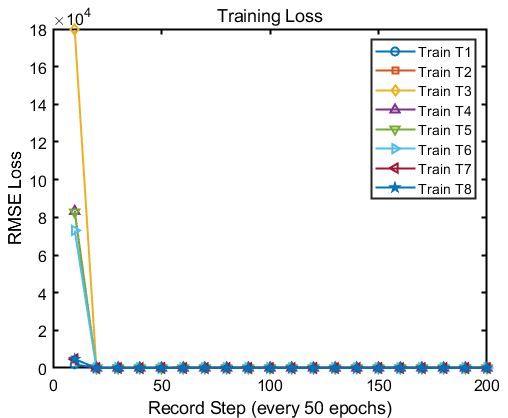 Training Loss
×10⁴
18
16
14
12
10
8
6
4
2
0
RMSE Loss
Train T1
Train T2
Train T3
Train T4
Train T5
Train T6
Train T7
Train T8
0 50 100 150 200
Record Step (every 50 epochs)